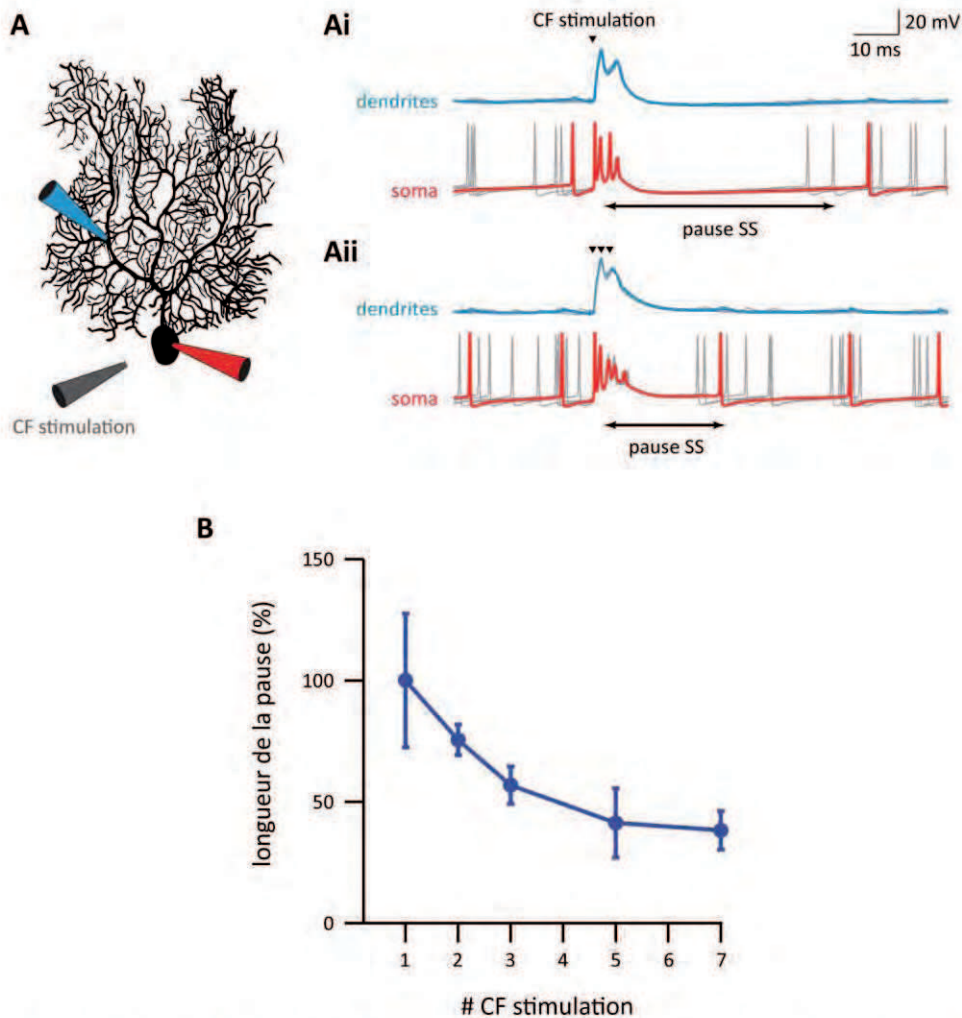 A
CF stimulation
Ai
CF stimulation
20 mV
10 ms
dendrites
soma
pause SS
Aii
dendrites
soma
pause SS
B
longueur de la pause (%)
150
100
50
0
1 2 3 4 5 6 7
# CF stimulation